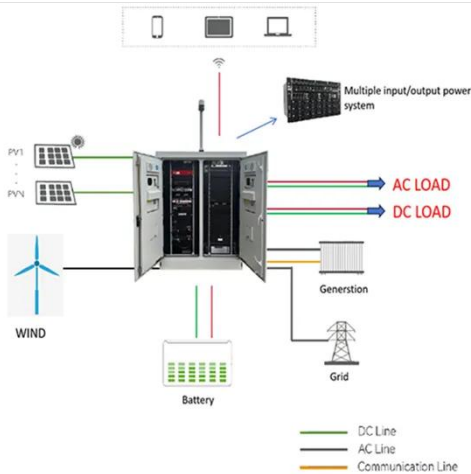 Multiple input/output power
system
PV1
PVN
AC LOAD
DC LOAD
WIND
Generstion
Grid
Battery
DC Line
AC Line
Communication Line